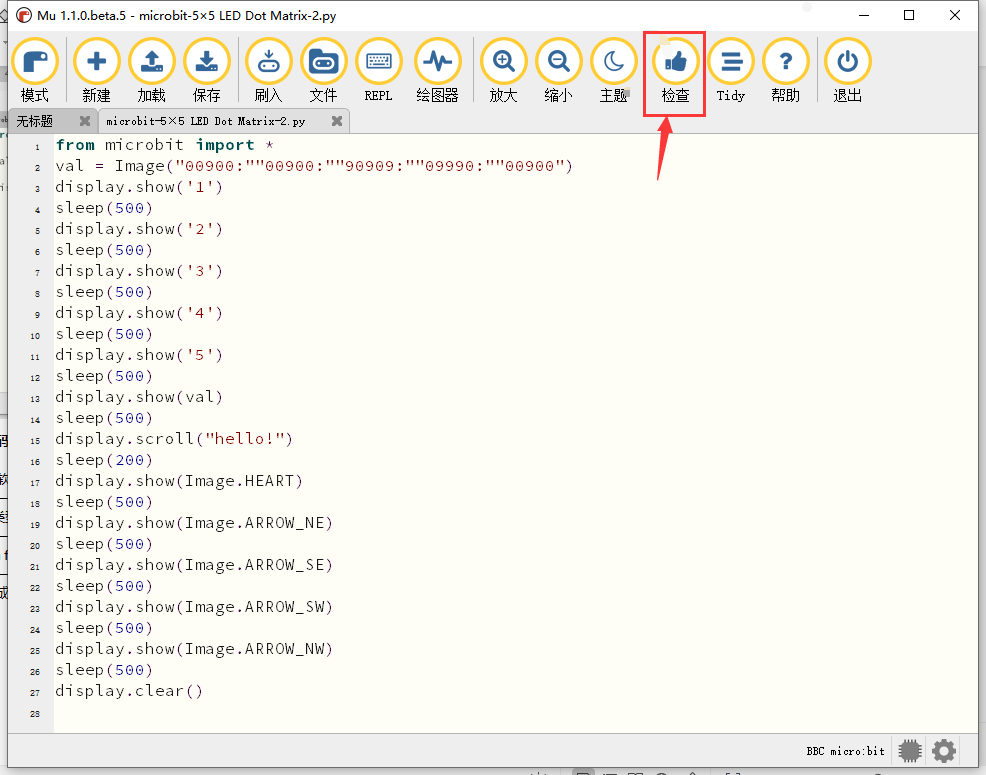 Mu 1.1.0.beta.5 - microbit-5×5 LED Dot Matrix-2.py
模式 新建 加载 保存 刷入 文件 REPL 绘图器 放大 缩小 主题 检查 Tidy 帮助 退出
无标题 microbit-5×5 LED Dot Matrix-2.py
1 from microbit import *
2 val = Image("00900:""00900:""90909:""09990:""00900")
3 display.show('1')
4 sleep(500)
5 display.show('2')
6 sleep(500)
7 display.show('3')
8 sleep(500)
9 display.show('4')
10 sleep(500)
11 display.show('5')
12 sleep(500)
13 display.show(val)
14 sleep(500)
15 display.scroll("hello!")
16 sleep(200)
17 display.show(Image.HEART)
18 sleep(500)
19 display.show(Image.ARROW_NE)
20 sleep(500)
21 display.show(Image.ARROW_SE)
22 sleep(500)
23 display.show(Image.ARROW_SW)
24 sleep(500)
25 display.show(Image.ARROW_NW)
26 sleep(500)
27 display.clear()
28
BBC micro:bit